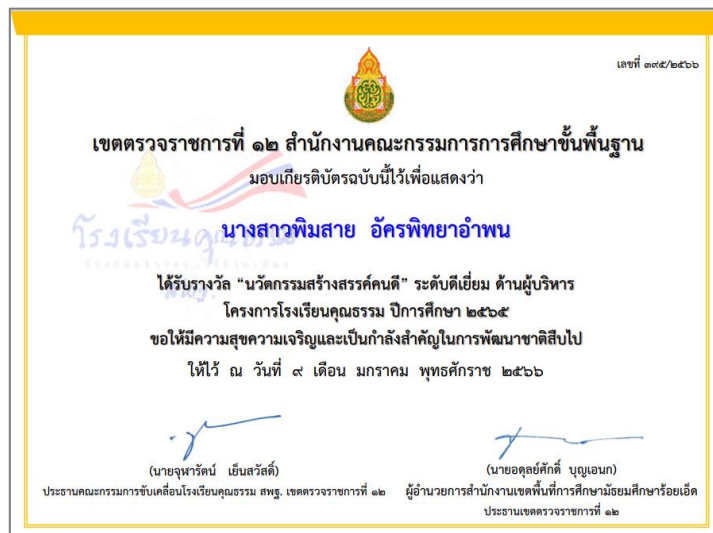 เลขที่ ๓๙๕/๒๕๖๖
เขตตรวจราชการที่ ๑๒ สำนักงานคณะกรรมการการศึกษาขั้นพื้นฐาน
มอบเกียรติบัตรฉบับนี้ไว้เพื่อแสดงว่า
นางสาวพิมสาย อัครพิทยาอำพน
โรงเรียนคุณธรรม
สพฐ.
ได้รับรางวัล “นวัตกรรมสร้างสรรค์คนดี” ระดับดีเยี่ยม ด้านผู้บริหาร
โครงการโรงเรียนคุณธรรม ปีการศึกษา ๒๕๖๕
ขอให้มีความสุขความเจริญและเป็นกำลังสำคัญในการพัฒนาชาติสืบไป
ให้ไว้ ณ วันที่ ๙ เดือน มกราคม พุทธศักราช ๒๕๖๖
(นายจุฬารัตน์ เย็นสวัสดิ์)
ประธานคณะกรรมการขับเคลื่อนโรงเรียนคุณธรรม สพฐ. เขตตรวจราชการที่ ๑๒
(นายอดุลย์ศักดิ์ บุญเอนก)
ผู้อำนวยการสำนักงานเขตพื้นที่การศึกษามัธยมศึกษาร้อยเอ็ด
ประธานเขตตรวจราชการที่ ๑๒